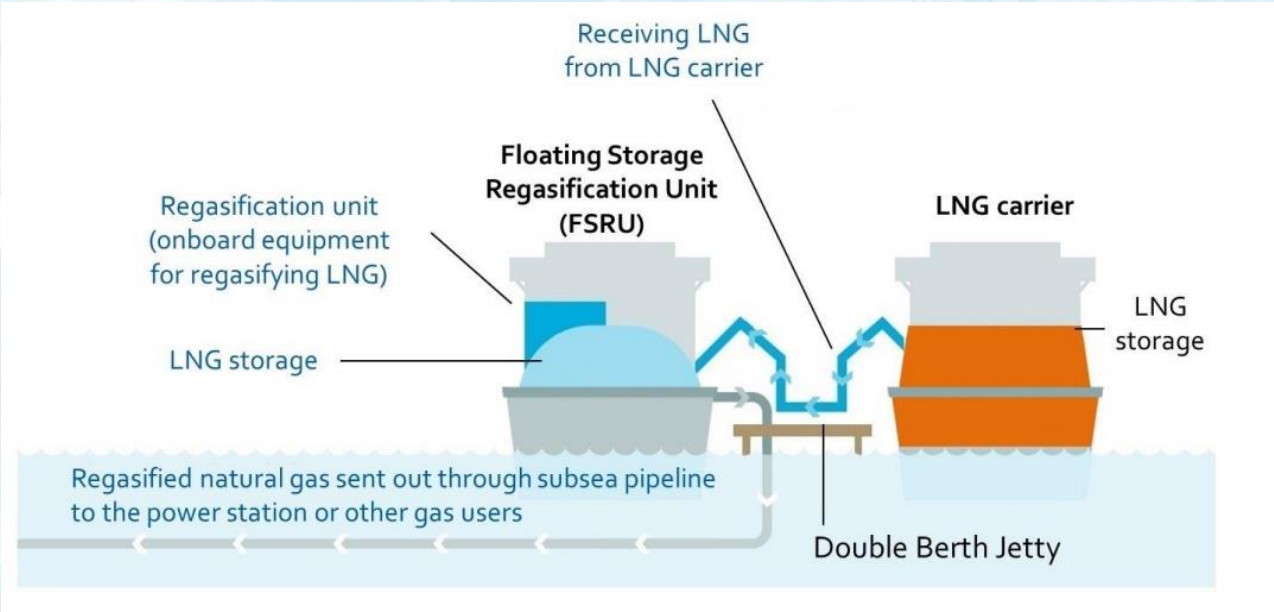 Receiving LNG
from LNG carrier
Floating Storage
Regasification Unit
(FSRU)
LNG carrier
Regasification unit
(onboard equipment
for regasifying LNG)
LNG
storage
LNG storage
Regasified natural gas sent out through subsea pipeline
to the power station or other gas users
Double Berth Jetty